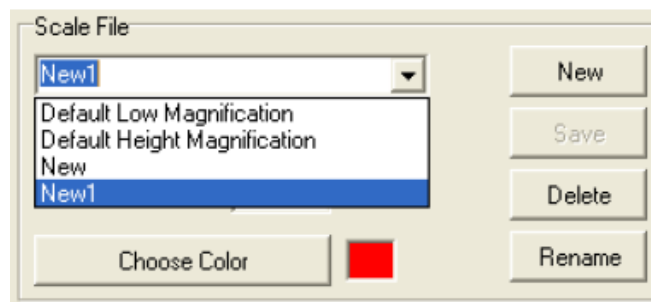 Scale File
New1
New
Default Low Magnification
Default Height Magnification
New
New1
Save
Delete
Choose Color
Rename